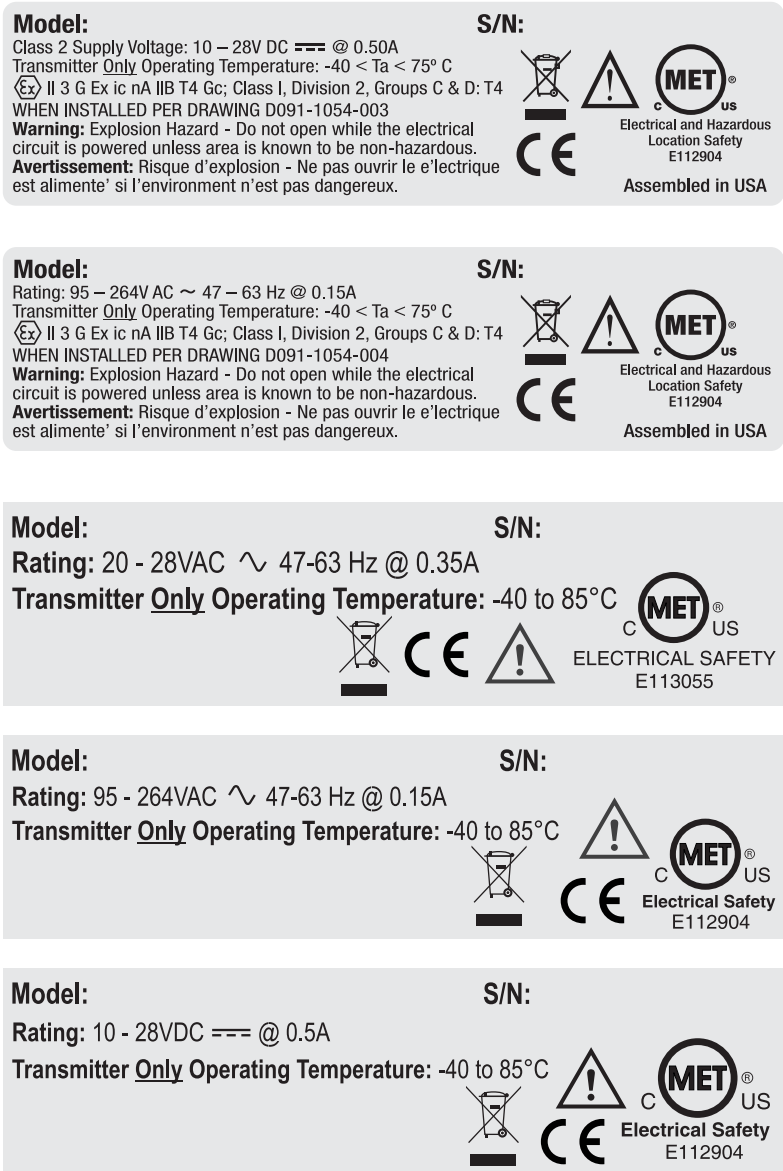 Model: S/N:
Class 2 Supply Voltage: 10 – 28V DC @ 0.50A
Transmitter Only Operating Temperature: -40 < Ta < 75º C
Ex II 3 G Ex ic nA IIB T4 Gc; Class I, Division 2, Groups C & D: T4
WHEN INSTALLED PER DRAWING D091-1054-003
Warning: Explosion Hazard - Do not open while the electrical
circuit is powered unless area is known to be non-hazardous.
Avertissement: Risque d'explosion - Ne pas ouvrir le e'lectrique
est alimente' si l'environment n'est pas dangereux.
CE
MET ®
C US
Electrical and Hazardous
Location Safety
E112904
Assembled in USA
Model: S/N:
Rating: 95 – 264V AC ~ 47 – 63 Hz @ 0.15A
Transmitter Only Operating Temperature: -40 < Ta < 75º C
Ex II 3 G Ex ic nA IIB T4 Gc; Class I, Division 2, Groups C & D: T4
WHEN INSTALLED PER DRAWING D091-1054-004
Warning: Explosion Hazard - Do not open while the electrical
circuit is powered unless area is known to be non-hazardous.
Avertissement: Risque d'explosion - Ne pas ouvrir le e'lectrique
est alimente' si l'environment n'est pas dangereux.
CE
MET ®
C US
Electrical and Hazardous
Location Safety
E112904
Assembled in USA
Model: S/N:
Rating: 20 - 28VAC ∿ 47-63 Hz @ 0.35A
Transmitter Only Operating Temperature: -40 to 85°C
CE
MET ®
C US
ELECTRICAL SAFETY
E113055
Model: S/N:
Rating: 95 - 264VAC ∿ 47-63 Hz @ 0.15A
Transmitter Only Operating Temperature: -40 to 85°C
CE
MET ®
C US
Electrical Safety
E112904
Model: S/N:
Rating: 10 - 28VDC @ 0.5A
Transmitter Only Operating Temperature: -40 to 85°C
CE
MET ®
C US
Electrical Safety
E112904